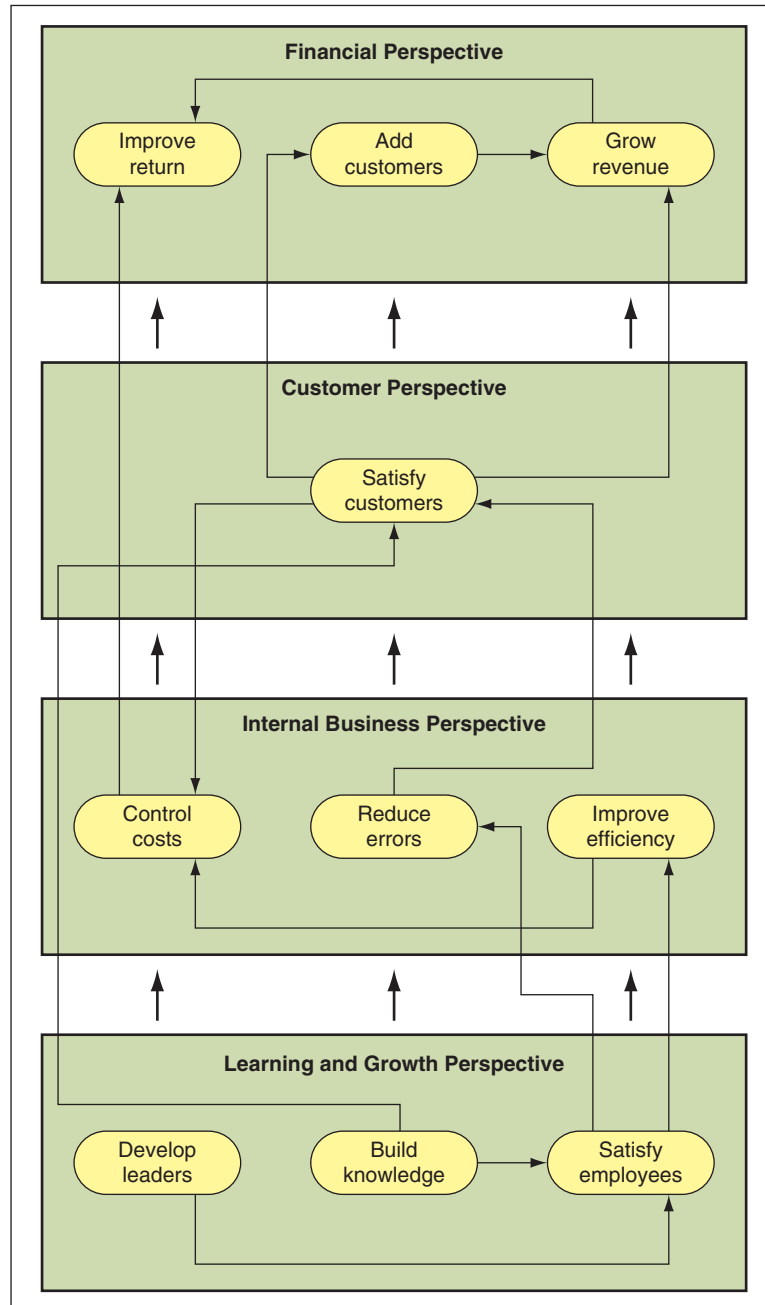 Financial Perspective
Improve
return
Add
customers
Grow
revenue
Customer Perspective
Satisfy
customers
Internal Business Perspective
Control
costs
Reduce
errors
Improve
efficiency
Learning and Growth Perspective
Develop
leaders
Build
knowledge
Satisfy
employees